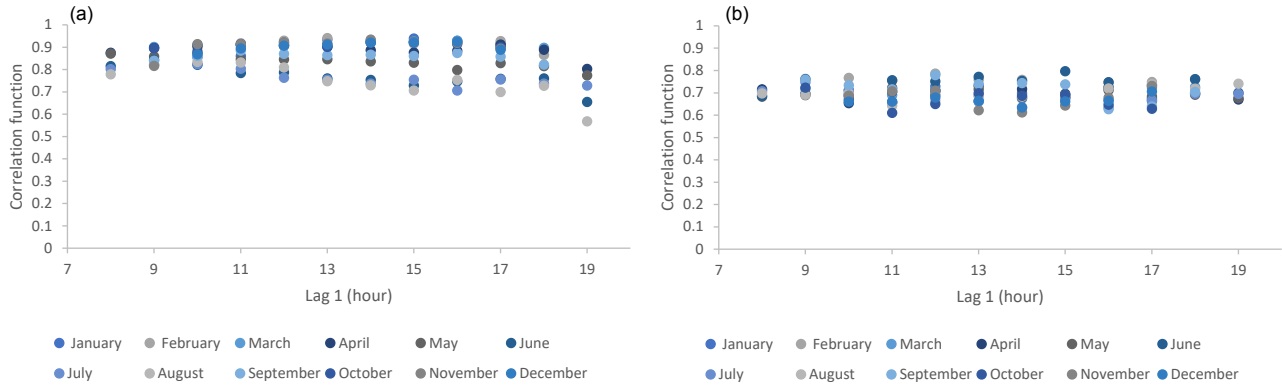 (a)
Correlation function
1
0.9
0.8
0.7
0.6
0.5
0.4
0.3
0.2
0.1
0
7 9 11 13 15 17 19
Lag 1 (hour)
January February March April May June
July August September October November December
(b)
Correlation function
1
0.9
0.8
0.7
0.6
0.5
0.4
0.3
0.2
0.1
0
7 9 11 13 15 17 19
Lag 1 (hour)
January February March April May June
July August September October November December